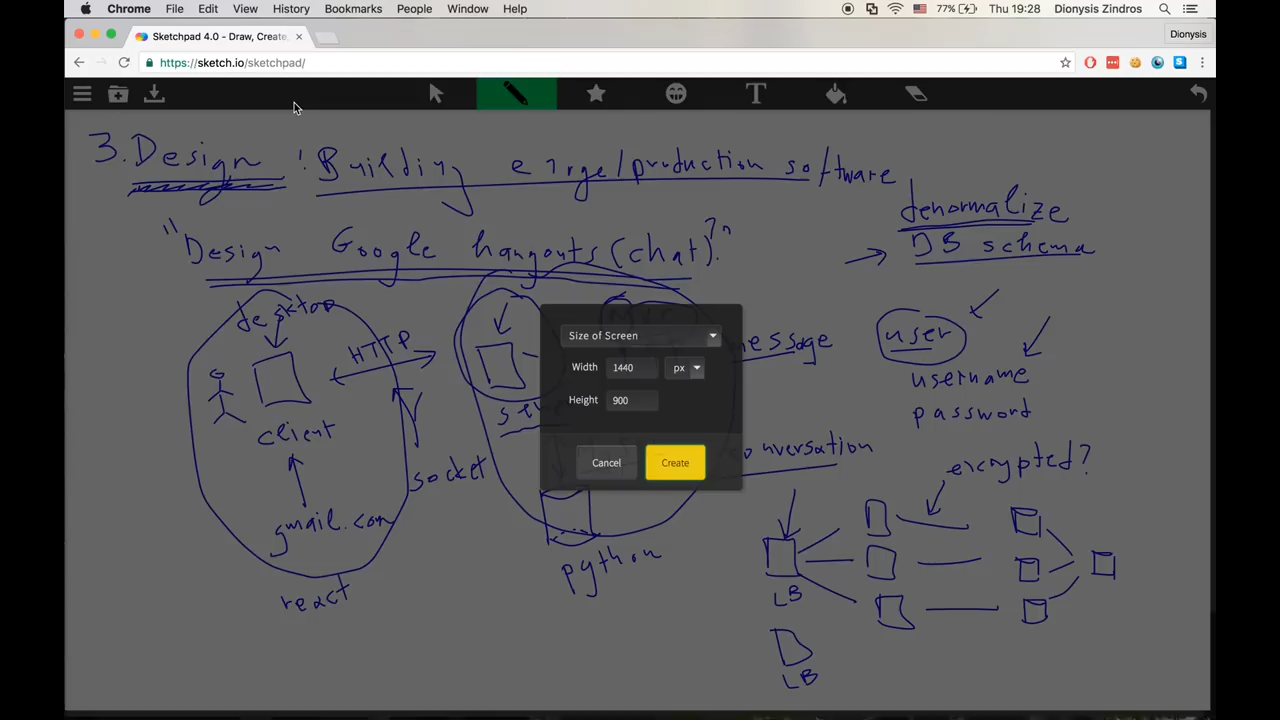 Chrome File Edit View History Bookmarks People Window Help 77% Thu 19:28 Dionysis Zindros
Sketchpad 4.0 - Draw, Create, Dionysis
https://sketch.io/sketchpad/
T
3. Design : Building large/production software
"Design Google hangouts (chat)?"
denormalize
→ DB schema
desktop
HTTP
client
gmail.com
socket
react
python
message
conversation
user
username
password
encrypted?
LB
LB
Size of Screen
Width 1440 px
Height 900
Cancel Create